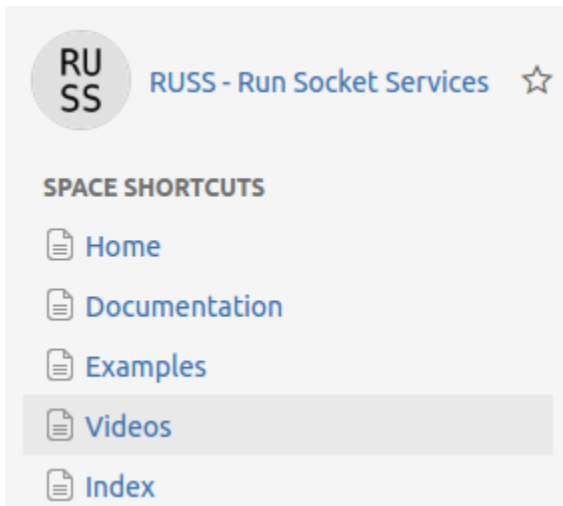 RU
SS
RUSS - Run Socket Services
SPACE SHORTCUTS
Home
Documentation
Examples
Videos
Index